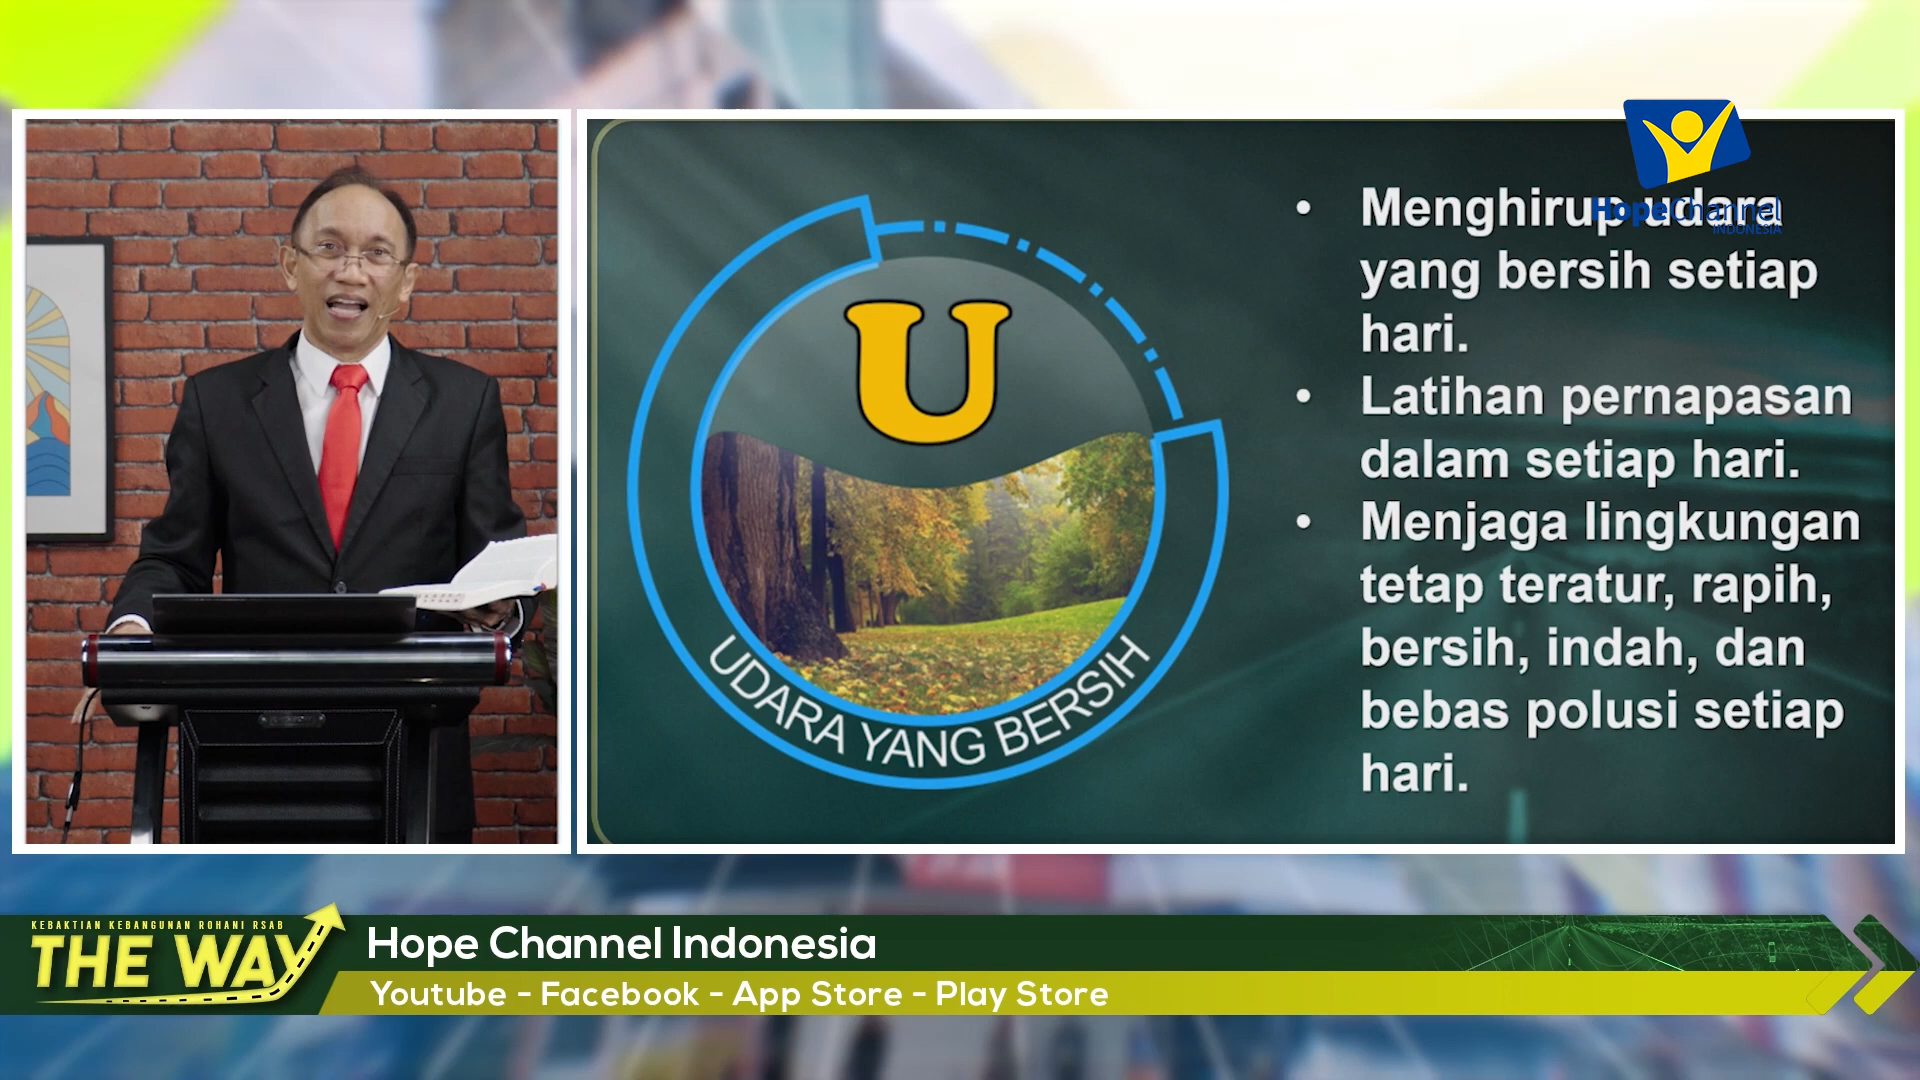 HopeChannel
INDONESIA
U
UDARA YANG BERSIH
• Menghirup udara
yang bersih setiap
hari.
• Latihan pernapasan
dalam setiap hari.
• Menjaga lingkungan
tetap teratur, rapih,
bersih, indah, dan
bebas polusi setiap
hari.
KEBAKTIAN KEBANGUNAN ROHANI RSAB
THE WAY
Hope Channel Indonesia
Youtube - Facebook - App Store - Play Store